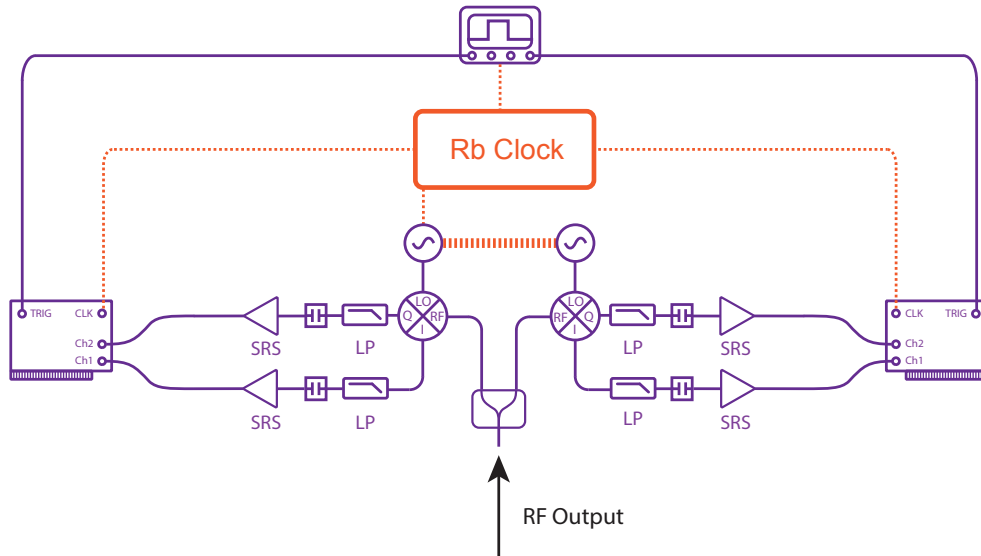 Rb Clock
TRIG CLK
Ch2
Ch1
SRS
LP
SRS
LP
LO
Q RF
I
LO
RF Q
I
LP
SRS
LP
SRS
CLK TRIG
Ch2
Ch1
RF Output